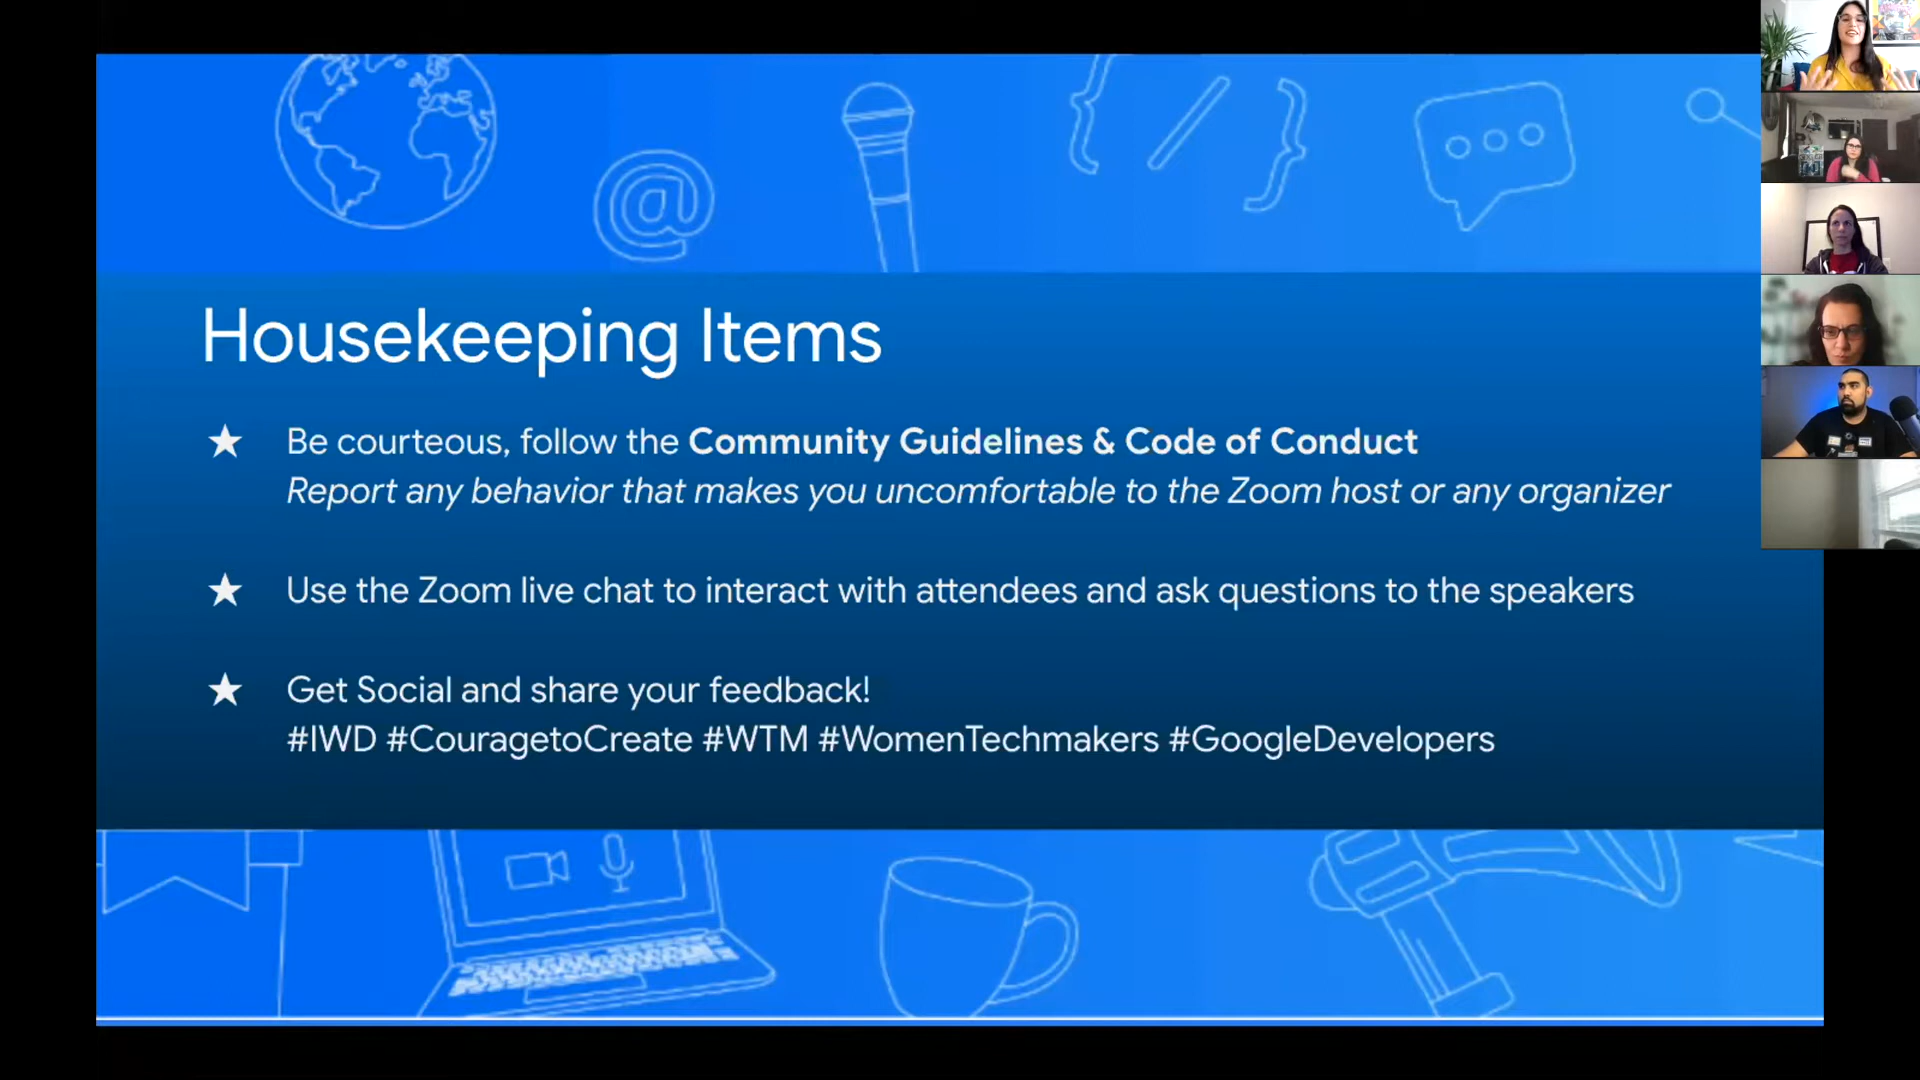 Housekeeping Items
★ Be courteous, follow the Community Guidelines & Code of Conduct
Report any behavior that makes you uncomfortable to the Zoom host or any organizer
★ Use the Zoom live chat to interact with attendees and ask questions to the speakers
★ Get Social and share your feedback!
#IWD #CouragetoCreate #WTM #WomenTechmakers #GoogleDevelopers